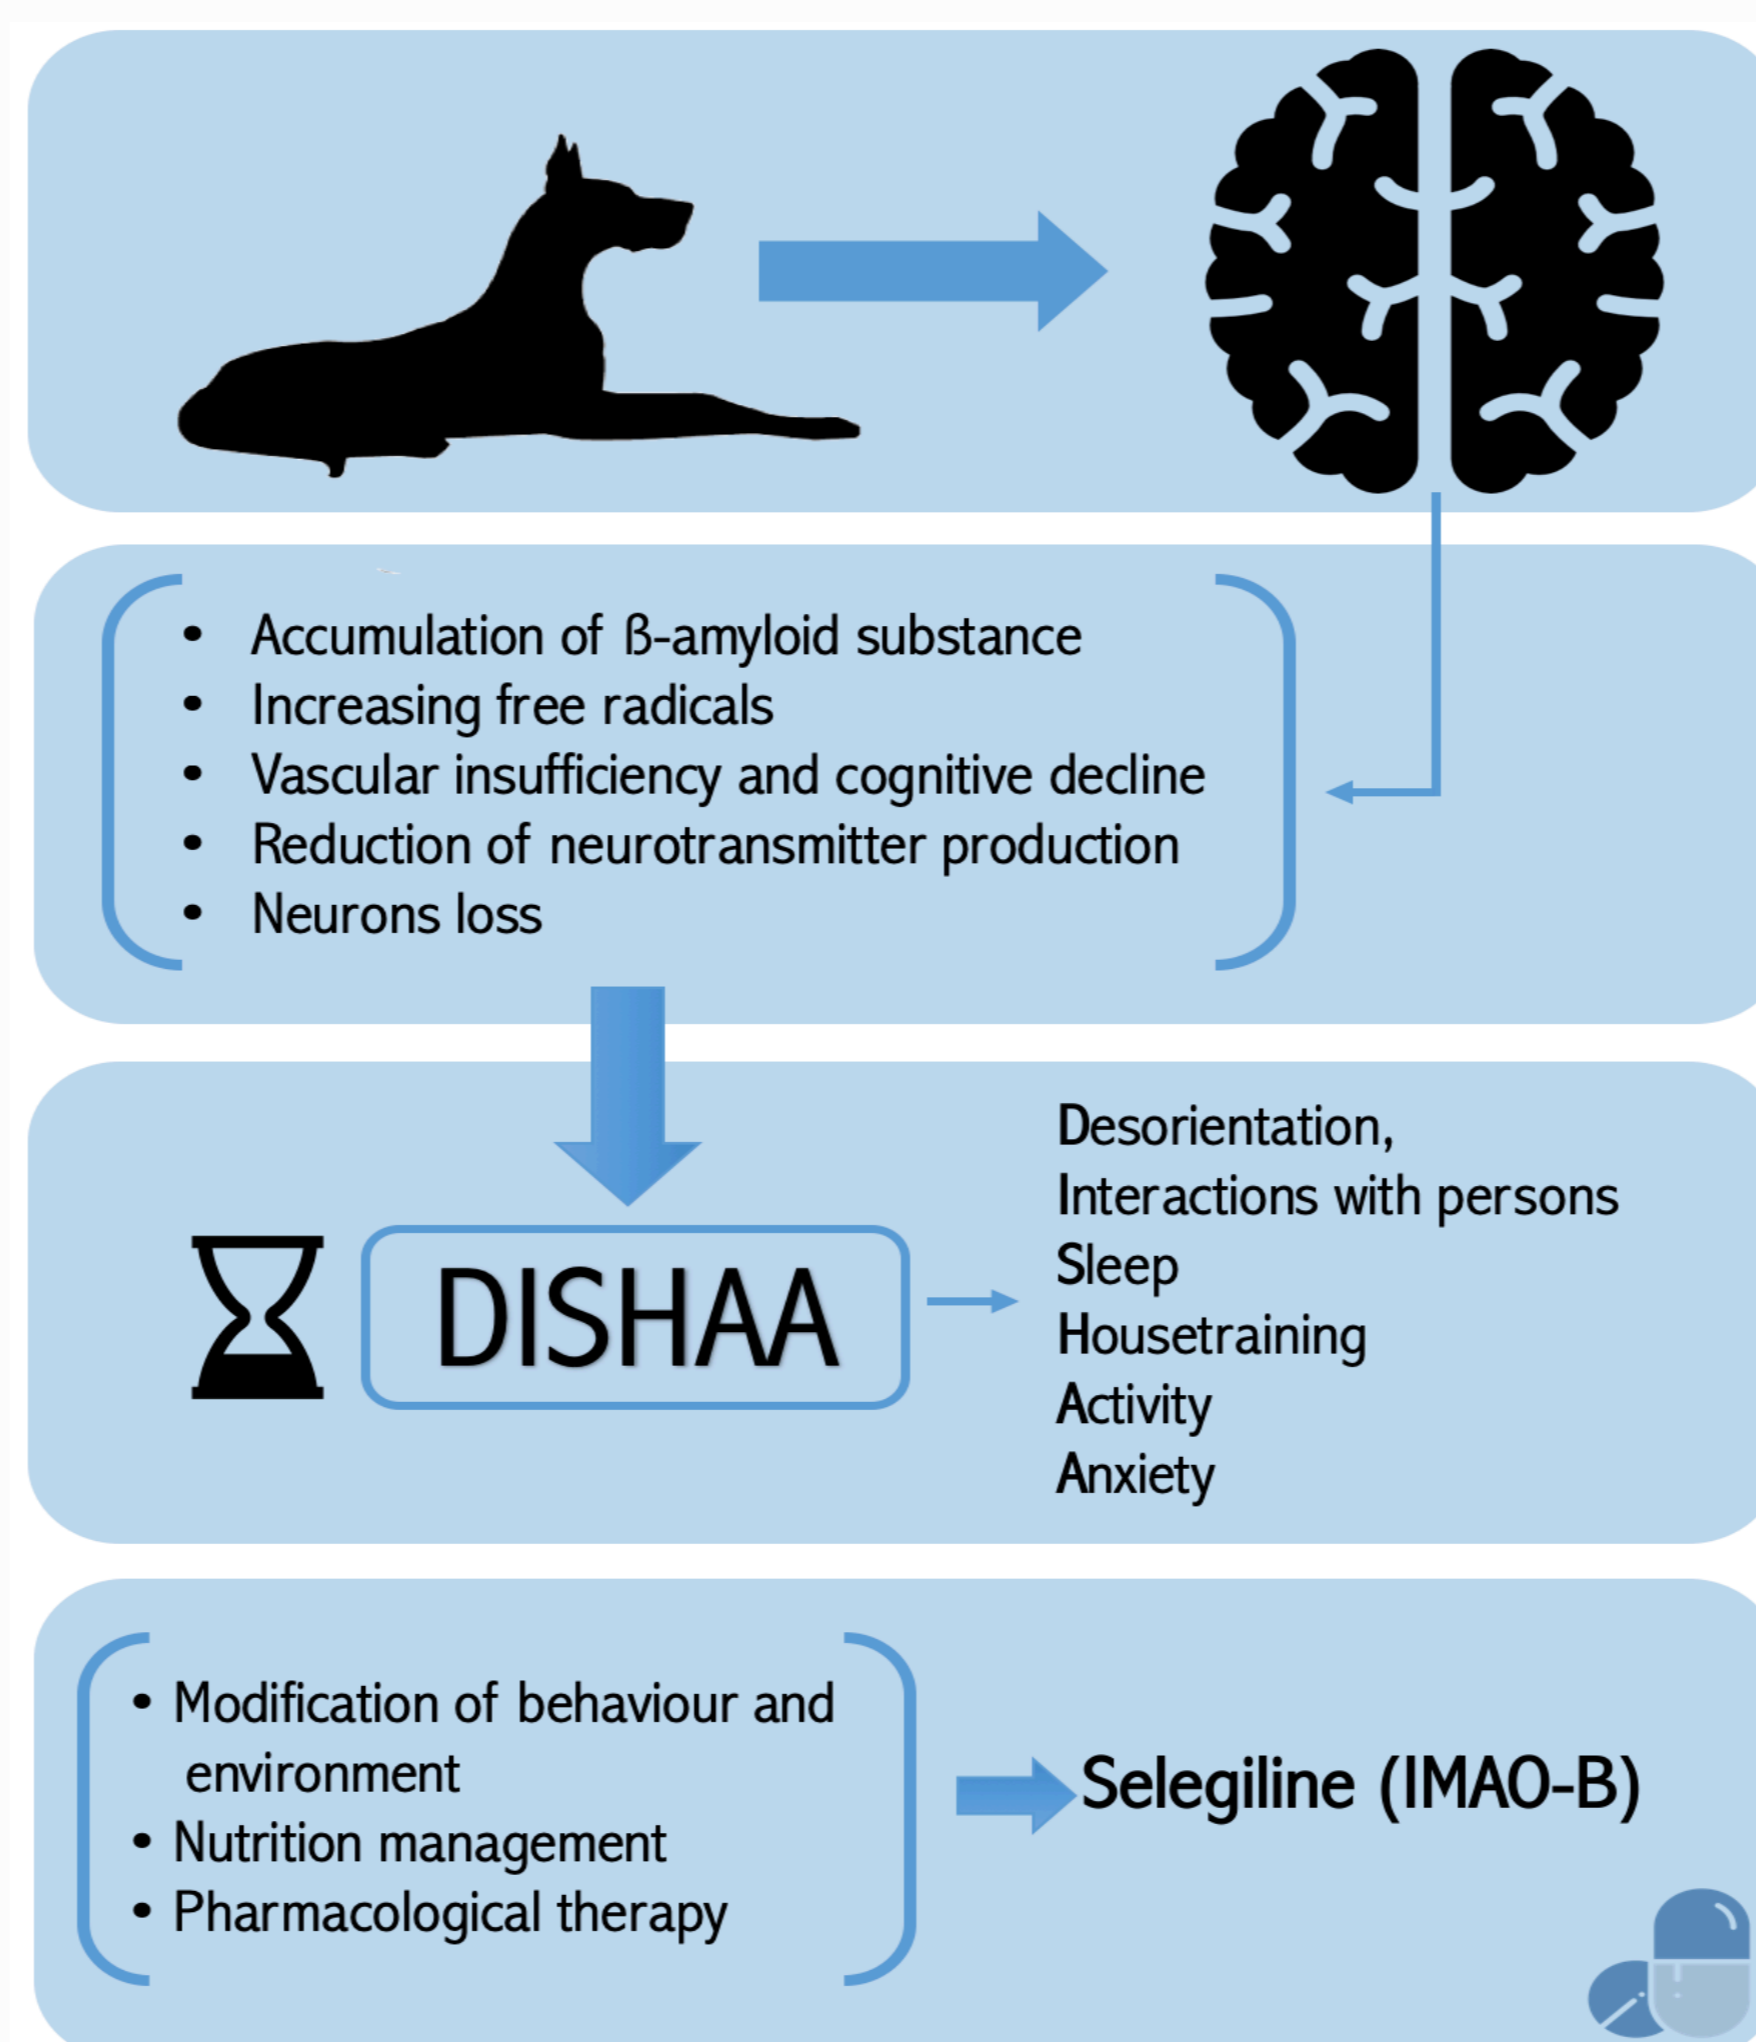 • Accumulation of ß-amyloid substance
• Increasing free radicals
• Vascular insufficiency and cognitive decline
• Reduction of neurotransmitter production
• Neurons loss
DISHAA
Desorientation,
Interactions with persons
Sleep
Housetraining
Activity
Anxiety
• Modification of behaviour and
environment
• Nutrition management
• Pharmacological therapy
Selegiline (IMAO-B)